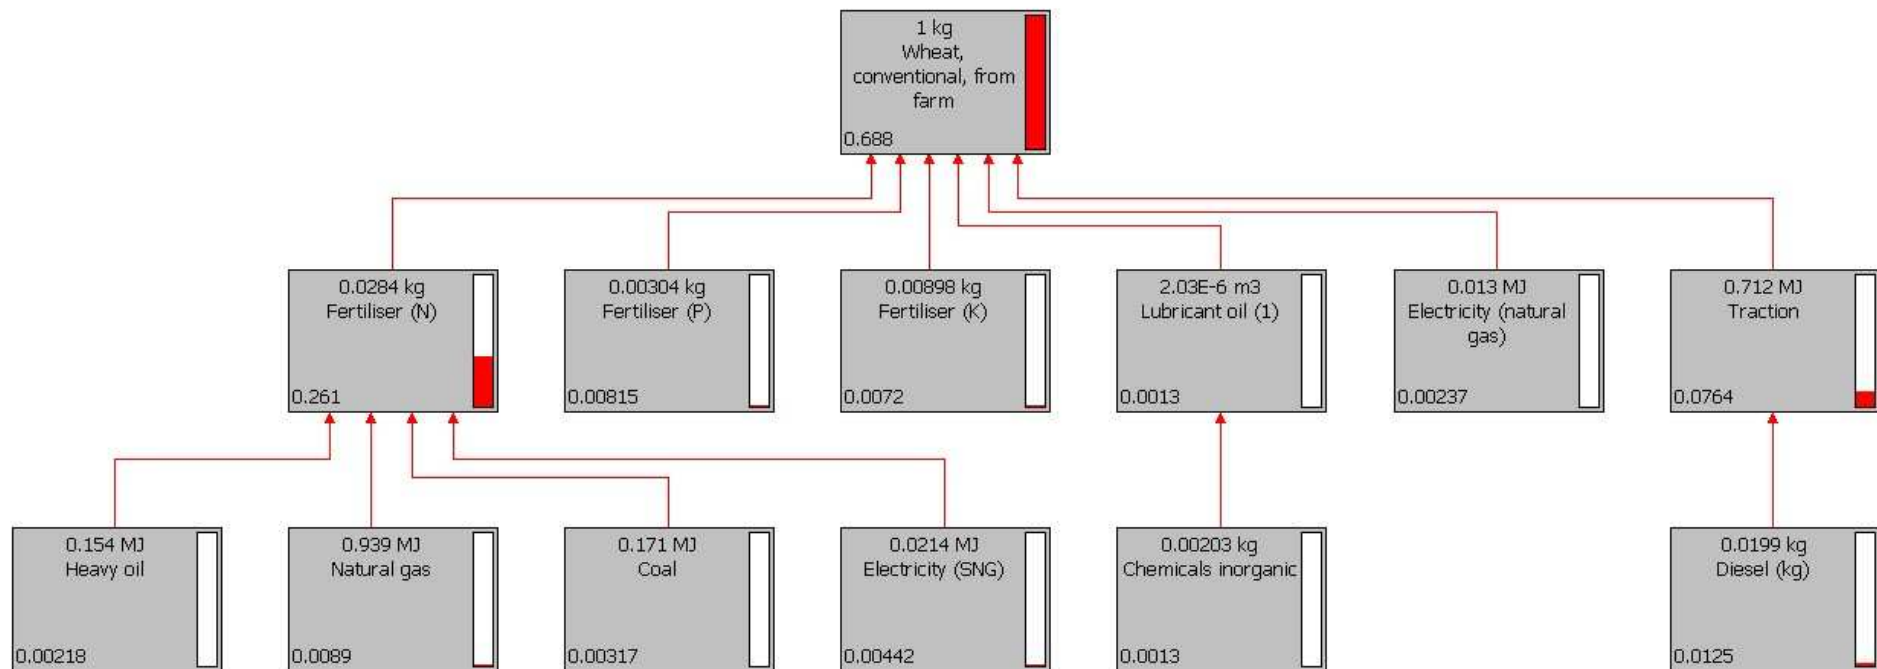 1 kg
Wheat,
conventional, from
farm
0.688
0.0284 kg
Fertiliser (N)
0.261
0.00304 kg
Fertiliser (P)
0.00815
0.00898 kg
Fertiliser (K)
0.0072
2.03E-6 m3
Lubricant oil (1)
0.0013
0.013 MJ
Electricity (natural
gas)
0.00237
0.712 MJ
Traction
0.0764
0.154 MJ
Heavy oil
0.00218
0.939 MJ
Natural gas
0.0089
0.171 MJ
Coal
0.00317
0.0214 MJ
Electricity (SNG)
0.00442
0.00203 kg
Chemicals inorganic
0.0013
0.0199 kg
Diesel (kg)
0.0125